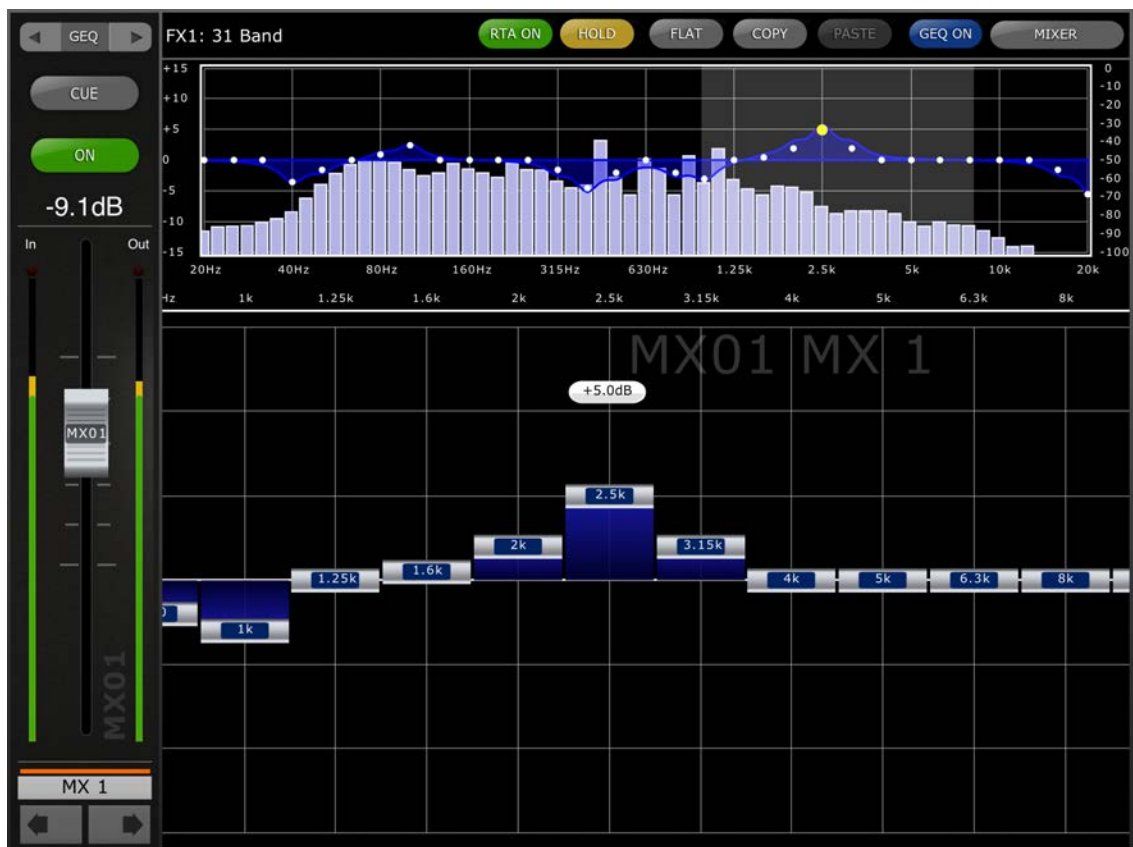 GEQ
FX1: 31 Band
RTA ON
HOLD
FLAT
COPY
PASTE
GEQ ON
MIXER
CUE
ON
-9.1dB
In
Out
+15
+10
+5
0
-5
-10
-15
0
-10
-20
-30
-40
-50
-60
-70
-80
-90
-100
20Hz 40Hz 80Hz 160Hz 315Hz 630Hz 1.25k 2.5k 5k 10k 20k
Hz 1k 1.25k 1.6k 2k 2.5k 3.15k 4k 5k 6.3k 8k
MX01 MX 1
+5.0dB
MX01
2.5k
2k
3.15k
1.6k
1.25k
4k
5k
6.3k
8k
1k
MX01
MX 1